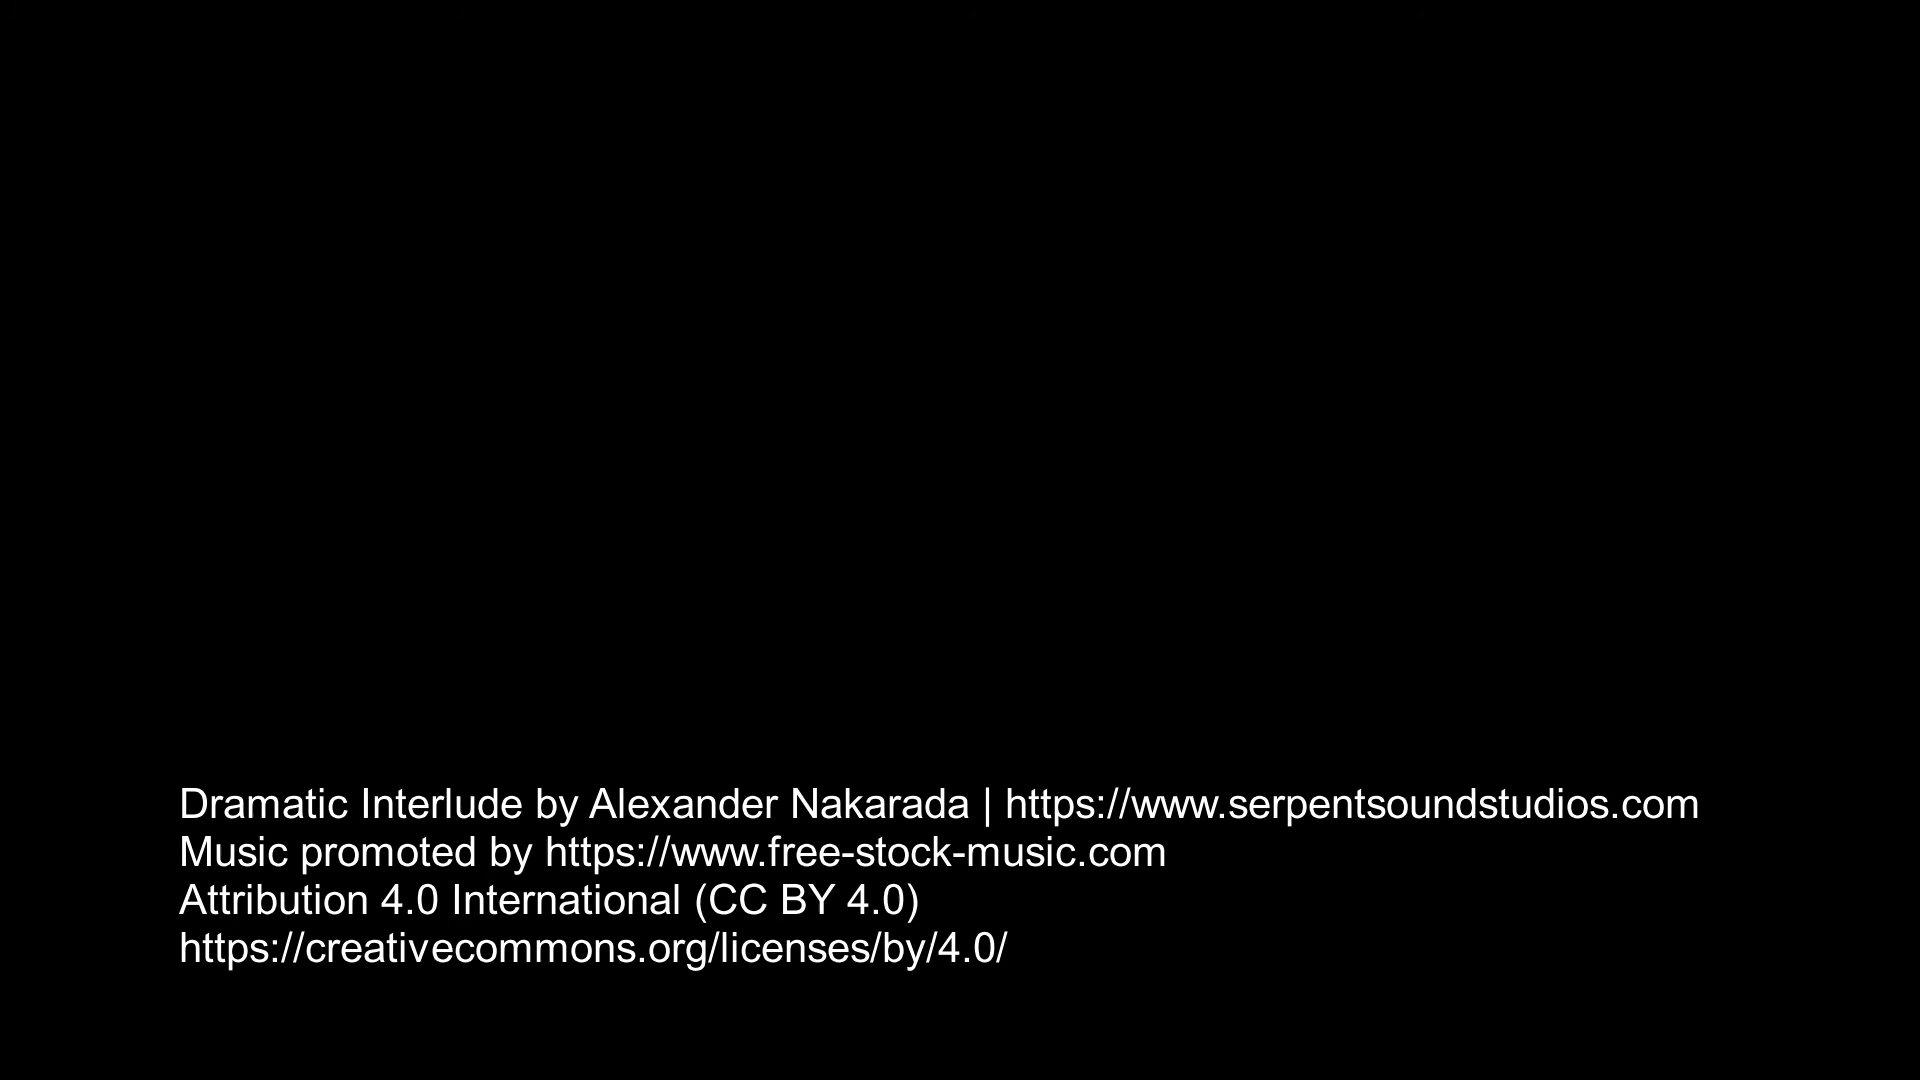 Dramatic Interlude by Alexander Nakarada | https://www.serpentsoundstudios.com
Music promoted by https://www.free-stock-music.com
Attribution 4.0 International (CC BY 4.0)
https://creativecommons.org/licenses/by/4.0/